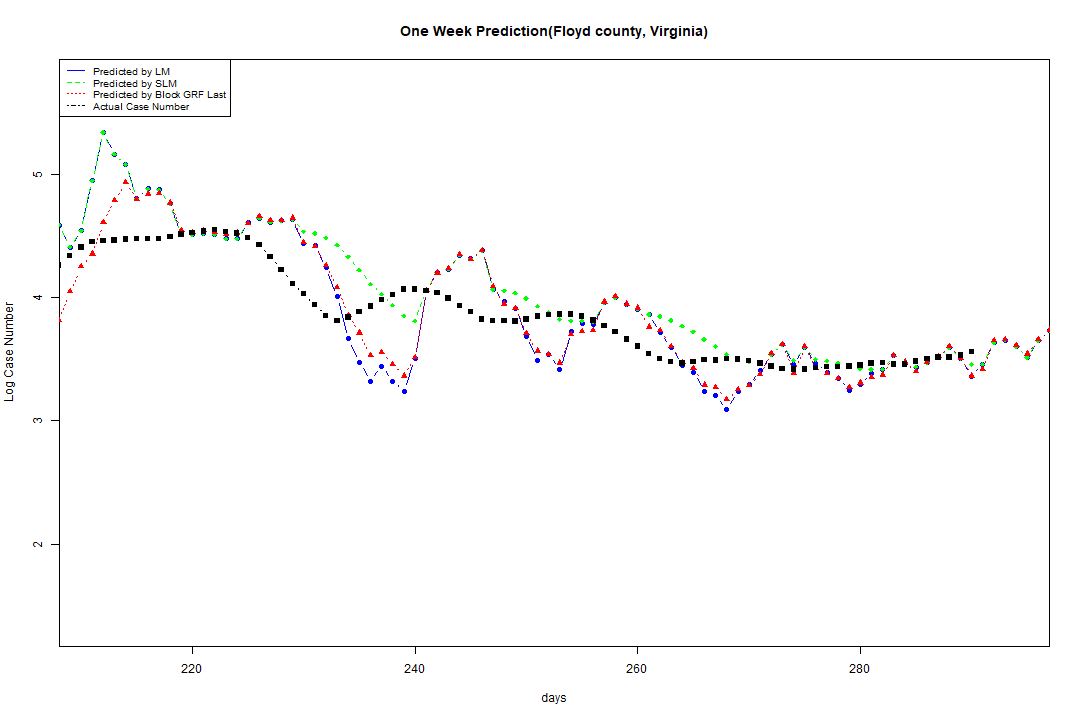 One Week Prediction(Floyd county, Virginia)
Predicted by LM
Predicted by SLM
Predicted by Block GRF Last
Actual Case Number
5
4
3
2
Log Case Number
220 240 260 280
days